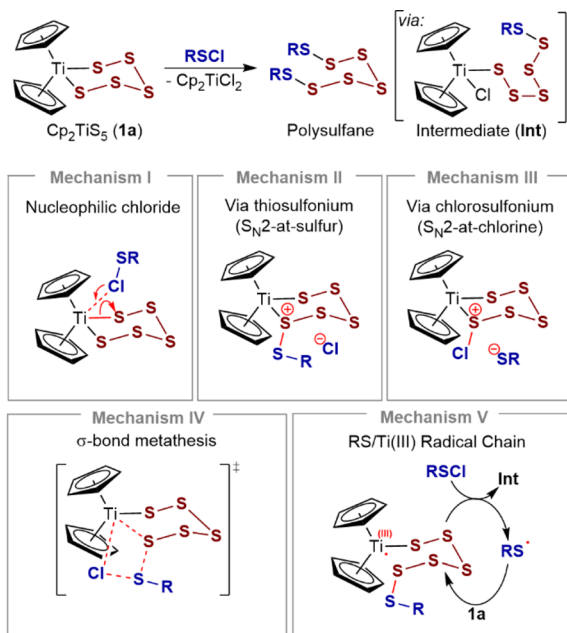 via:
RSCl
- Cp2TiCl2
Ti
S
S
S
S
S
RS
S
S
RS
S
S
S
RS
S
Ti
S
S
Cl
S
S
Cp2TiS5 (1a)
Polysulfane
Intermediate (Int)
Mechanism I
Nucleophilic chloride
SR
Cl
Ti
S
S
S
S
S
Mechanism II
Via thiosulfonium
(SN2-at-sulfur)
Ti
S
S
S
S
S
⊕
S
R
⊖
Cl
Mechanism III
Via chlorosulfonium
(SN2-at-chlorine)
Ti
S
S
S
S
S
⊕
Cl
⊖
SR
Mechanism IV
σ-bond metathesis
‡
Ti
S
S
S
S
S
Cl
S
R
Mechanism V
RS/Ti(III) Radical Chain
RSCl
Int
(III)
Ti
S
S
S
S
S
S
R
RS·
1a